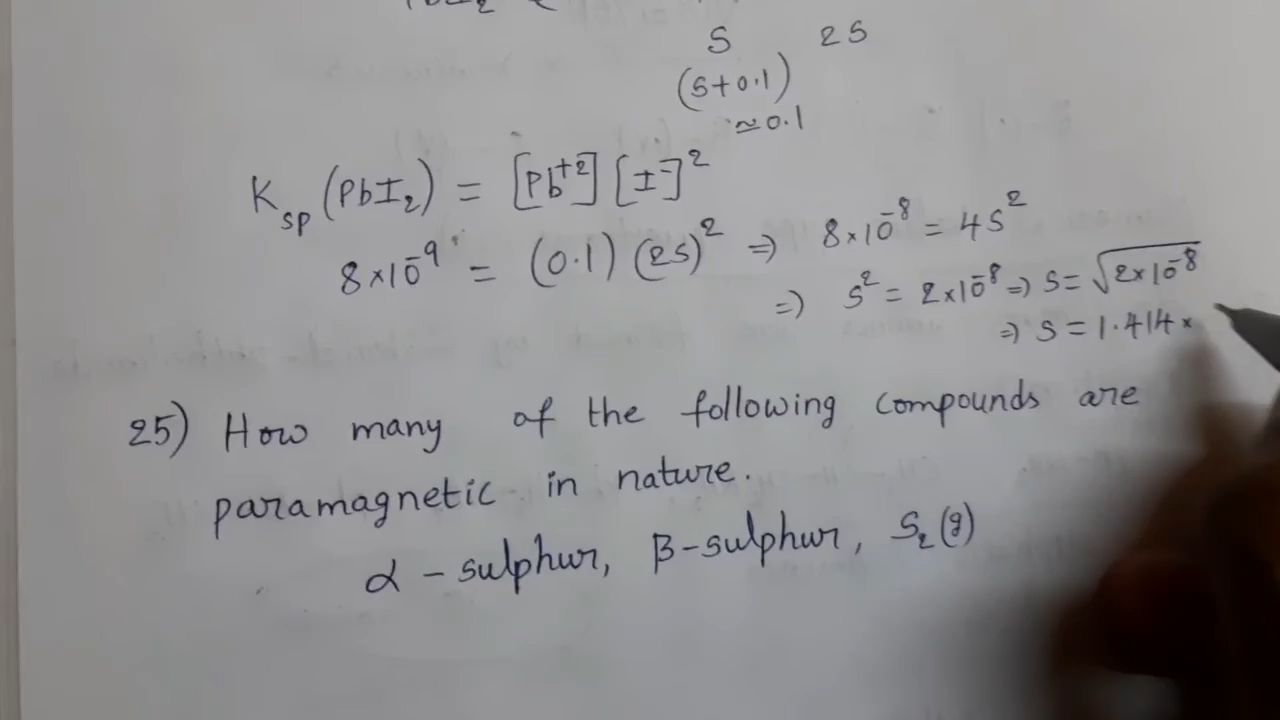 S 2S
(S+0.1)
≃0.1
Ksp (PbI₂) = [Pb⁺²] [I⁻]²
8×10⁻⁹ = (0.1) (2S)² ⇒ 8×10⁻⁸ = 4S²
⇒ S² = 2×10⁻⁸ ⇒ S = √2×10⁻⁸
⇒ S = 1.414×
25) How many of the following compounds are
paramagnetic in nature.
α - sulphur, β-sulphur, S₂(g)